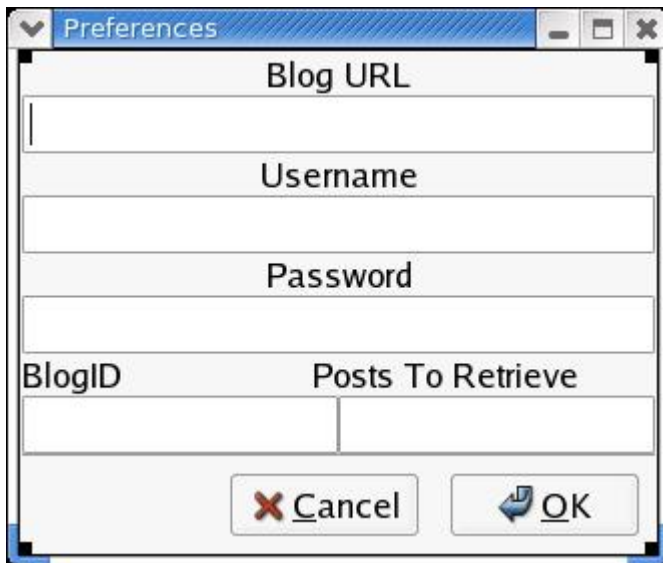 Preferences
Blog URL
Username
Password
BlogID Posts To Retrieve
Cancel OK